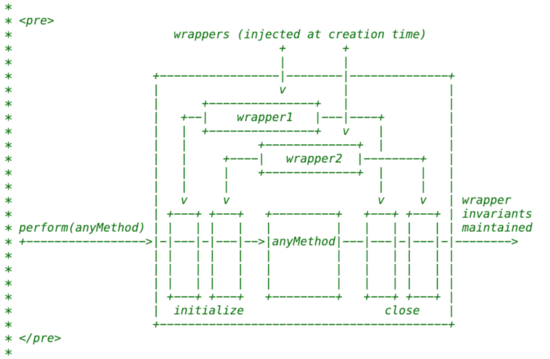 * <pre>
wrappers (injected at creation time)
wrapper1
wrapper2
wrapper
invariants
perform(anyMethod) maintained
anyMethod
initialize close
* </pre>